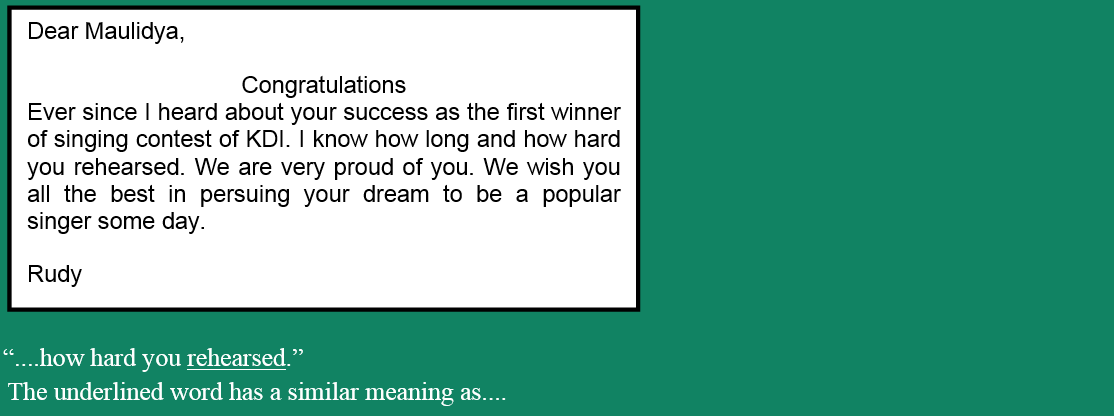 Dear Maulidya,
Congratulations
Ever since I heard about your success as the first winner
of singing contest of KDI. I know how long and how hard
you rehearsed. We are very proud of you. We wish you
all the best in persuing your dream to be a popular
singer some day.
Rudy
“....how hard you rehearsed.”
The underlined word has a similar meaning as....